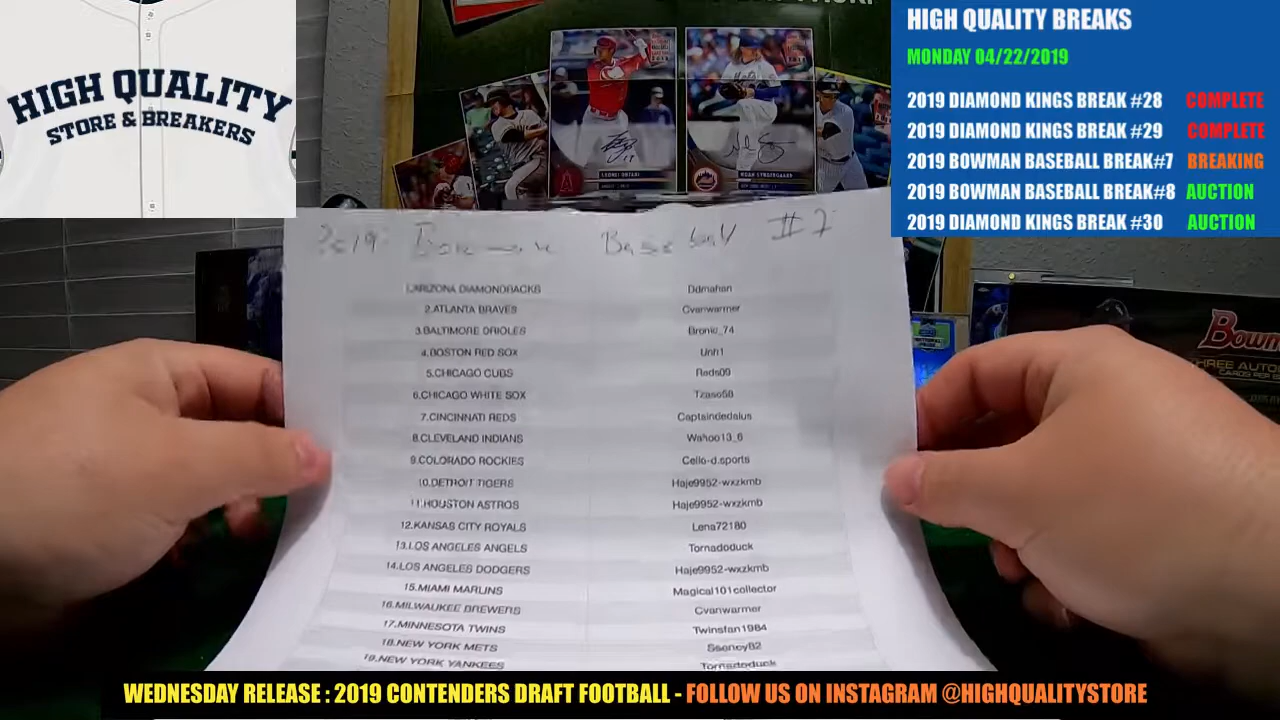 HIGH QUALITY
STORE & BREAKERS
HIGH QUALITY BREAKS
MONDAY 04/22/2019
2019 DIAMOND KINGS BREAK #28 COMPLETE
2019 DIAMOND KINGS BREAK #29 COMPLETE
2019 BOWMAN BASEBALL BREAK#7 BREAKING
2019 BOWMAN BASEBALL BREAK#8 AUCTION
2019 DIAMOND KINGS BREAK #30 AUCTION
2019 Bowman Baseball #7
1.ARIZONA DIAMONDBACKS Ddmahan
2.ATLANTA BRAVES Cvanwarmer
3.BALTIMORE ORIOLES Bronic_74
4.BOSTON RED SOX
5.CHICAGO CUBS Reds09
6.CHICAGO WHITE SOX Tzaso58
7.CINCINNATI REDS Captaindedalus
8.CLEVELAND INDIANS Wahoo13_6
9.COLORADO ROCKIES Cello-d.sports
10.DETROIT TIGERS Haje9952-wxzkmb
11.HOUSTON ASTROS Haje9952-wxzkmb
12.KANSAS CITY ROYALS Lena72180
13.LOS ANGELES ANGELS Tornadoduck
14.LOS ANGELES DODGERS Haje9952-wxzkmb
15.MIAMI MARLINS Magical101collector
16.MILWAUKEE BREWERS Cvanwarmer
17.MINNESOTA TWINS Twinsfan1984
18.NEW YORK METS Ssency82
19.NEW YORK YANKEES Tornadoduck
WEDNESDAY RELEASE : 2019 CONTENDERS DRAFT FOOTBALL - FOLLOW US ON INSTAGRAM @HIGHQUALITYSTORE